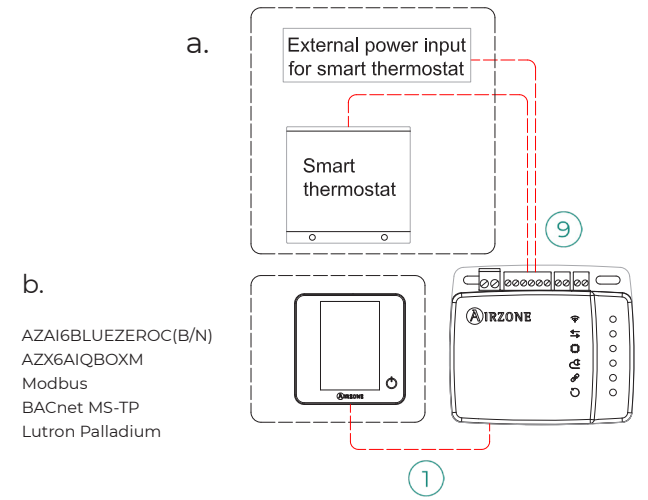 a.
External power input
for smart thermostat
Smart
thermostat
9
b.
AZAI6BLUEZEROC(B/N)
AZX6AIQBOXM
Modbus
BACnet MS-TP
Lutron Palladium
AIRZONE
AIRZONE
1